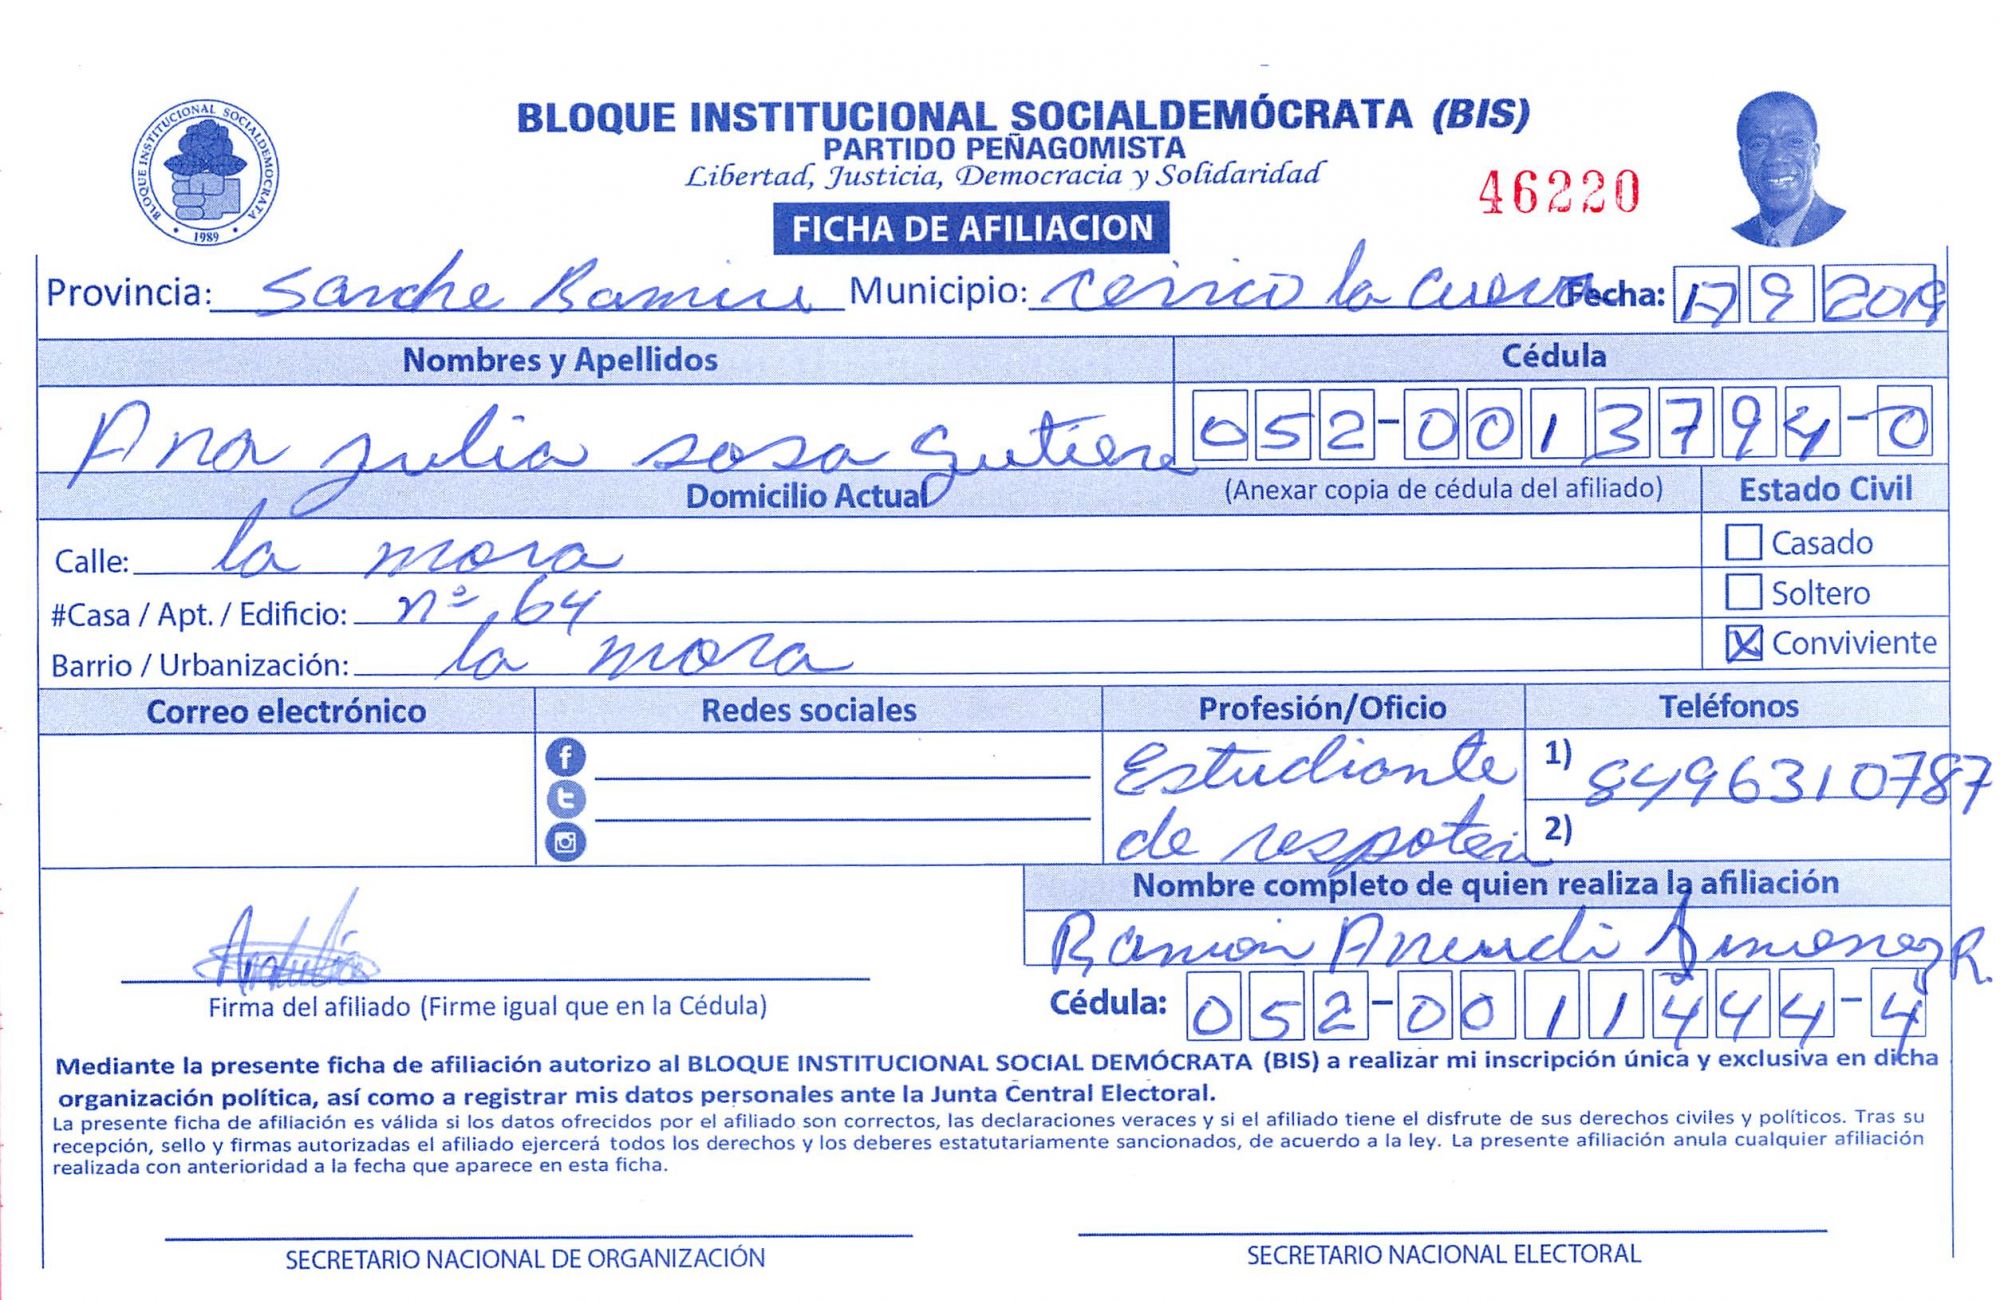 BLOQUE INSTITUCIONAL SOCIALDEMOCRATA
1989
BLOQUE INSTITUCIONAL SOCIALDEMÓCRATA (BIS)
PARTIDO PEÑAGOMISTA
Libertad, Justicia, Democracia y Solidaridad
46220
FICHA DE AFILIACION
Provincia: Sanche Ramire Municipio: la Cueva Fecha: 17 9 2019
Nombres y Apellidos Cédula
Ana Julia sosa Gutiere 052-0013794-0
Domicilio Actual (Anexar copia de cédula del afiliado) Estado Civil
Calle: la mora Casado
#Casa / Apt. / Edificio: nº 64 Soltero
Barrio / Urbanización: la mora X Conviviente
Correo electrónico Redes sociales Profesión/Oficio Teléfonos
Estudiante 1) 8496310787
de 2)
Nombre completo de quien realiza la afiliación
Ramón Jimenez R.
Firma del afiliado (Firme igual que en la Cédula) Cédula: 052-0011444-4
Mediante la presente ficha de afiliación autorizo al BLOQUE INSTITUCIONAL SOCIAL DEMÓCRATA (BIS) a realizar mi inscripción única y exclusiva en dicha
organización política, así como a registrar mis datos personales ante la Junta Central Electoral.
La presente ficha de afiliación es válida si los datos ofrecidos por el afiliado son correctos, las declaraciones veraces y si el afiliado tiene el disfrute de sus derechos civiles y políticos. Tras su
recepción, sello y firmas autorizadas el afiliado ejercerá todos los derechos y los deberes estatutariamente sancionados, de acuerdo a la ley. La presente afiliación anula cualquier afiliación
realizada con anterioridad a la fecha que aparece en esta ficha.
SECRETARIO NACIONAL DE ORGANIZACIÓN SECRETARIO NACIONAL ELECTORAL